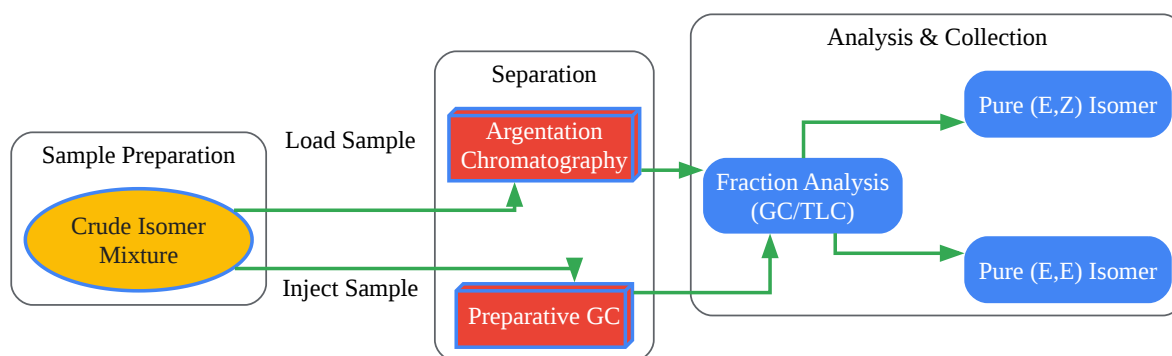 Sample Preparation
Crude Isomer
Mixture
Load Sample
Inject Sample
Separation
Argentation
Chromatography
Preparative GC
Analysis & Collection
Fraction Analysis
(GC/TLC)
Pure (E,Z) Isomer
Pure (E,E) Isomer